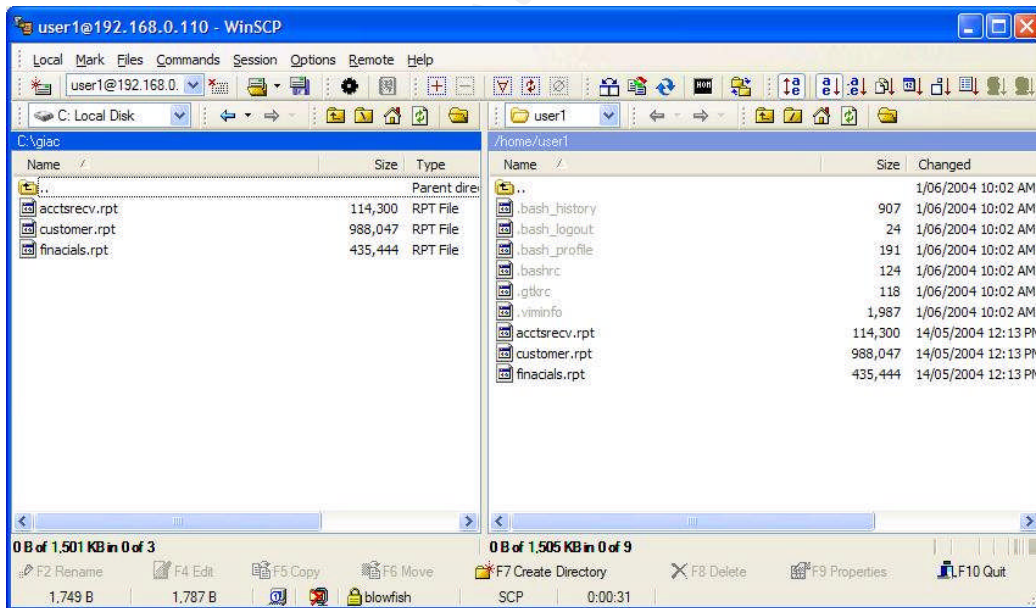 user1@192.168.0.110 - WinSCP
Local Mark Files Commands Session Options Remote Help
user1@192.168.0.
C: Local Disk
user1
C:\giac
/home/user1
Name Size Type
Name Size Changed
.. Parent dire
.. 1/06/2004 10:02 AM
acctsrecv.rpt 114,300 RPT File
.bash_history 907 1/06/2004 10:02 AM
customer.rpt 988,047 RPT File
.bash_logout 24 1/06/2004 10:02 AM
finacials.rpt 435,444 RPT File
.bash_profile 191 1/06/2004 10:02 AM
.bashrc 124 1/06/2004 10:02 AM
.gtkrc 118 1/06/2004 10:02 AM
.viminfo 1,987 1/06/2004 10:02 AM
acctsrecv.rpt 114,300 14/05/2004 12:13 PM
customer.rpt 988,047 14/05/2004 12:13 PM
finacials.rpt 435,444 14/05/2004 12:13 PM
0 B of 1,501 KB in 0 of 3
0 B of 1,505 KB in 0 of 9
F2 Rename F4 Edit F5 Copy F6 Move F7 Create Directory F8 Delete F9 Properties F10 Quit
1,749 B 1,787 B blowfish SCP 0:00:31